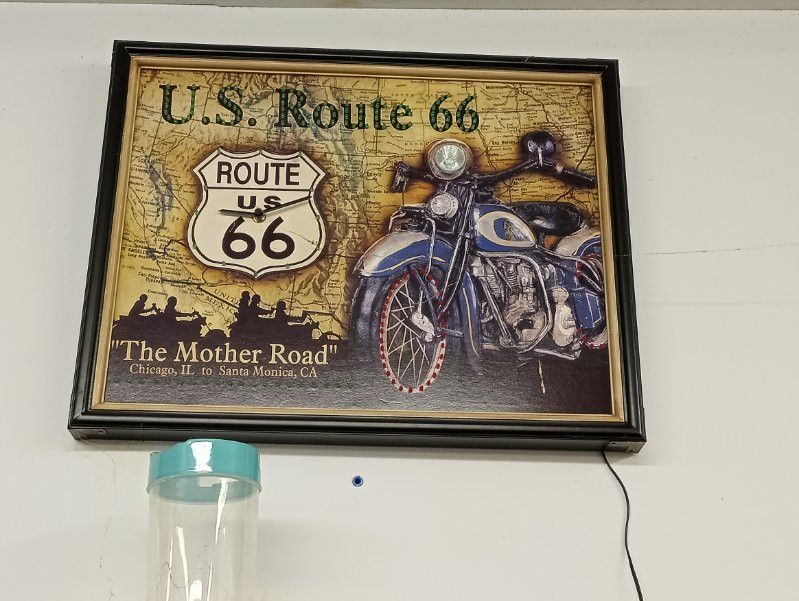 U.S. Route 66
ROUTE
US
66
"The Mother Road"
Chicago, IL to Santa Monica, CA